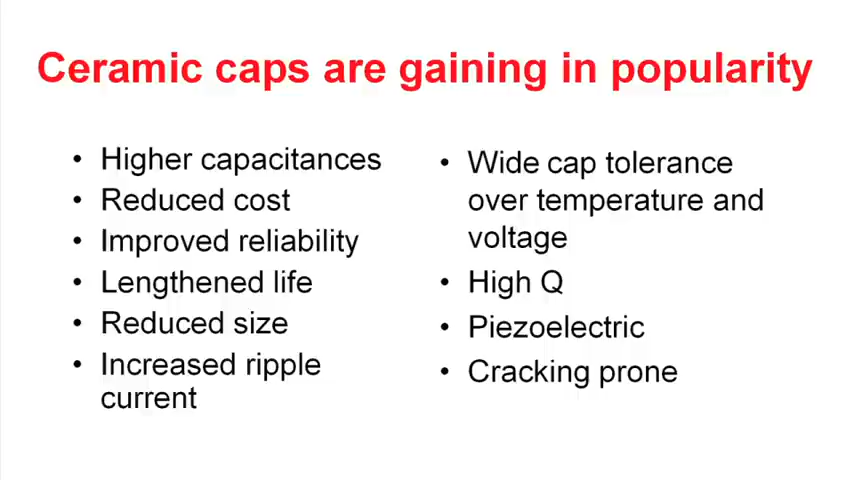 Ceramic caps are gaining in popularity
• Higher capacitances
• Reduced cost
• Improved reliability
• Lengthened life
• Reduced size
• Increased ripple
current
• Wide cap tolerance
over temperature and
voltage
• High Q
• Piezoelectric
• Cracking prone